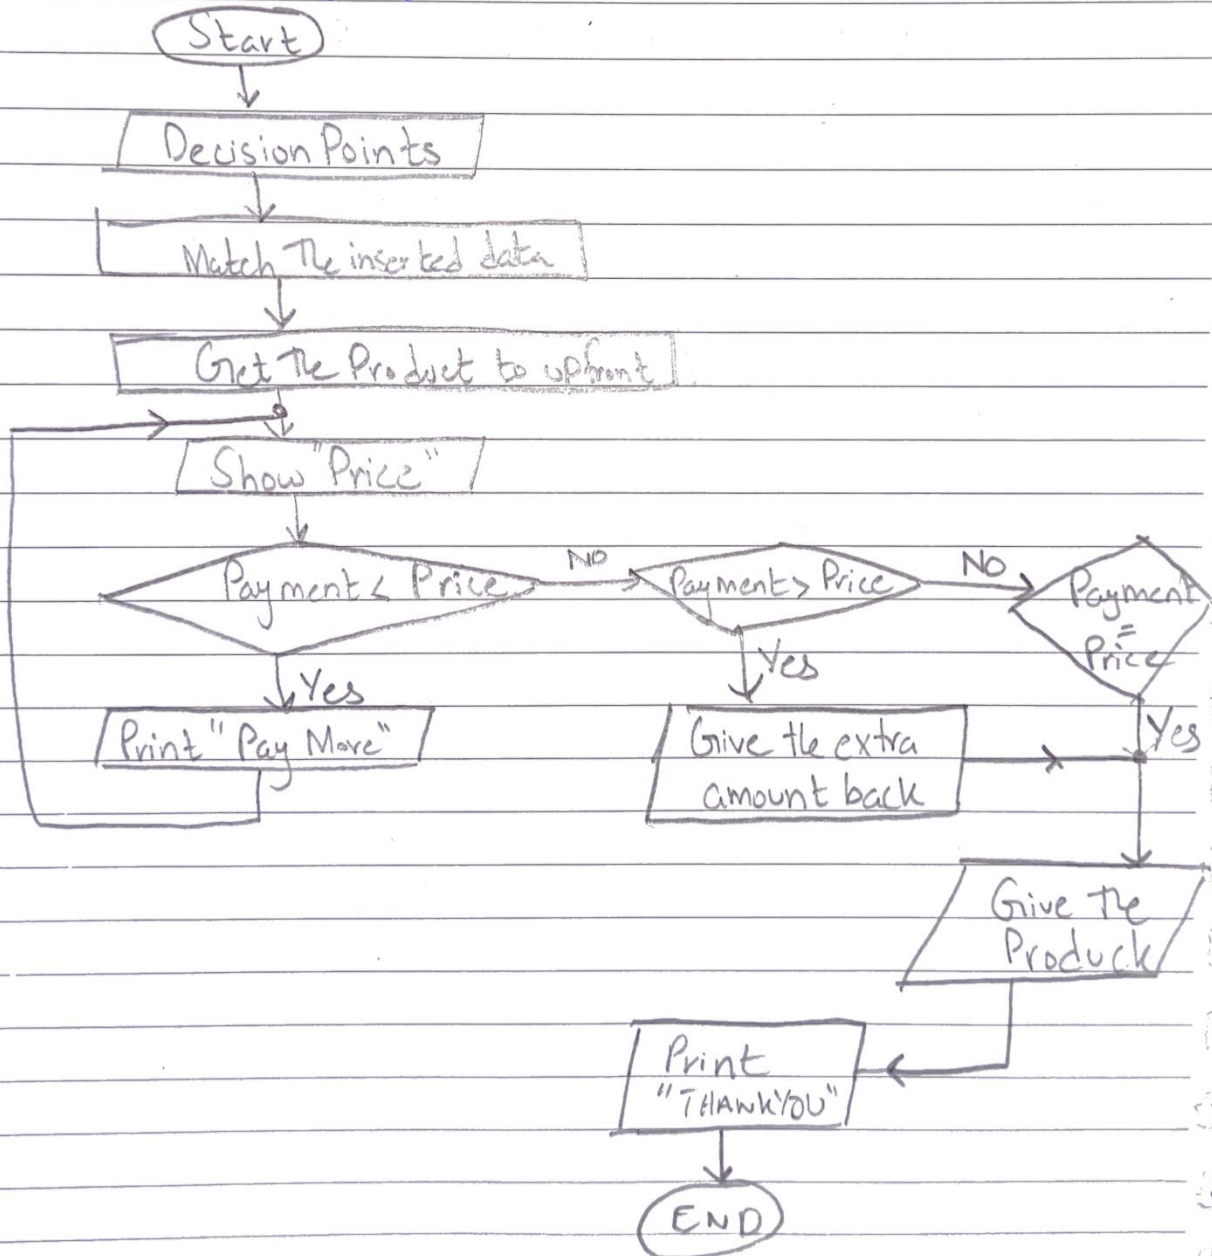 Start
Decision Points
Match The inserted data
Get The Product to upfront
Show "Price"
Payment < Price
NO
Payment > Price
NO
Payment
=
Price
Yes
Print "Pay More"
Yes
Give the extra
amount back
Yes
Give The
Produck
Print
"THANKYOU"
END